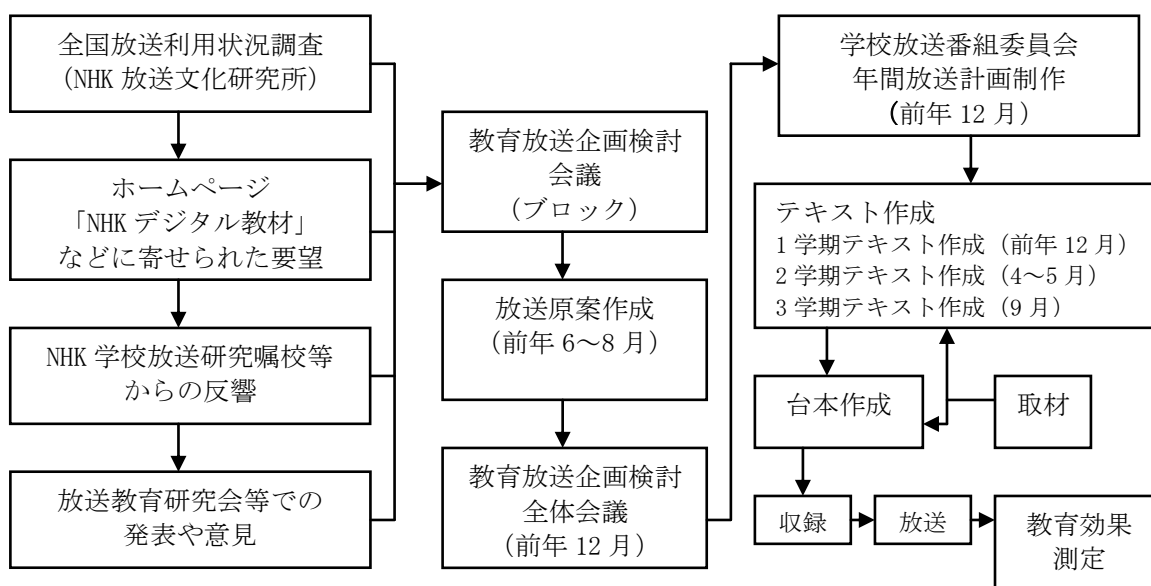 全国放送利用状況調査
(NHK 放送文化研究所)
ホームページ
「NHK デジタル教材」
などに寄せられた要望
NHK 学校放送研究嘱校等
からの反響
放送教育研究会等での
発表や意見
教育放送企画検討
会議
(ブロック)
放送原案作成
(前年 6～8 月)
教育放送企画検討
全体会議
(前年 12 月)
学校放送番組委員会
年間放送計画制作
(前年 12 月)
テキスト作成
1 学期テキスト作成 (前年 12 月)
2 学期テキスト作成 (4～5 月)
3 学期テキスト作成 (9 月)
台本作成
取材
収録
放送
教育効果
測定